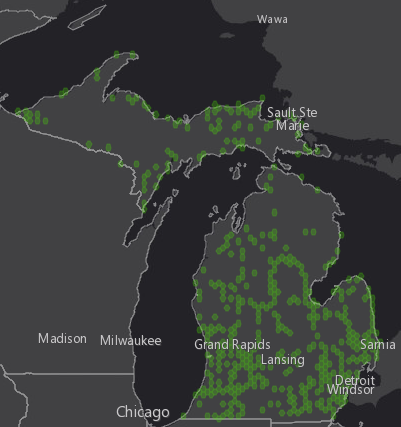 Wawa
Sault Ste
Marie
Madison
Milwaukee
Grand Rapids
Sarnia
Lansing
Detroit
Windsor
Chicago